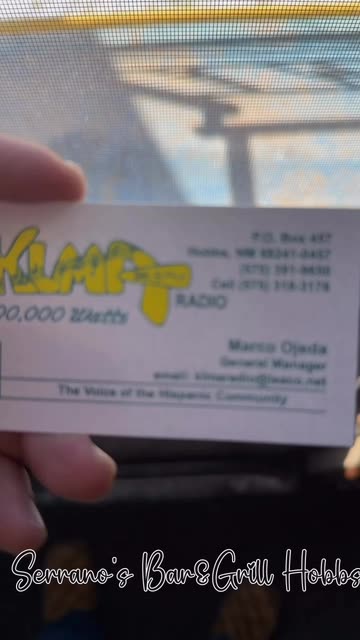 P.O. Box 457
Hobbs, NM 88241-0457
(575) 391-9650
Cell (575) 318-3178
KLMA
RADIO
00,000 Watts
Marco Ojeda
General Manager
email: klmaradio@leaco.net
The Voice of the Hispanic Community
Serrano's Bar&Grill Hobbs